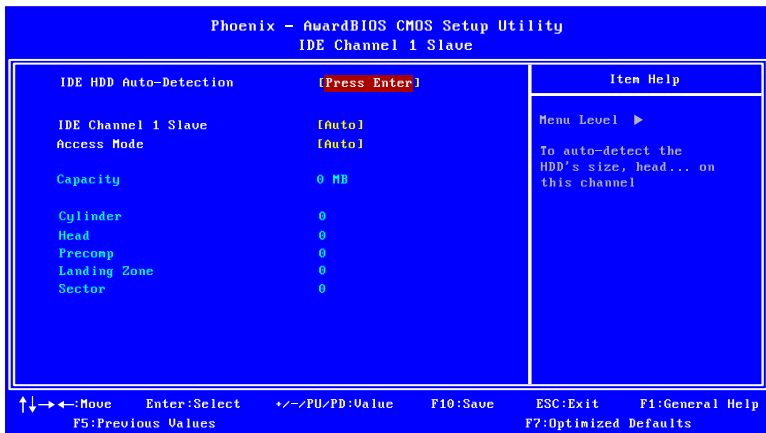 Phoenix - AwardBIOS CMOS Setup Utility
IDE Channel 1 Slave
IDE HDD Auto-Detection [Press Enter]
IDE Channel 1 Slave [Auto]
Access Mode [Auto]
Capacity 0 MB
Cylinder 0
Head 0
Precomp 0
Landing Zone 0
Sector 0
Item Help
Menu Level ▶
To auto-detect the
HDD's size, head... on
this channel
↑↓→←:Move Enter:Select +/-/PU/PD:Value F10:Save ESC:Exit F1:General Help
F5:Previous Values F7:Optimized Defaults